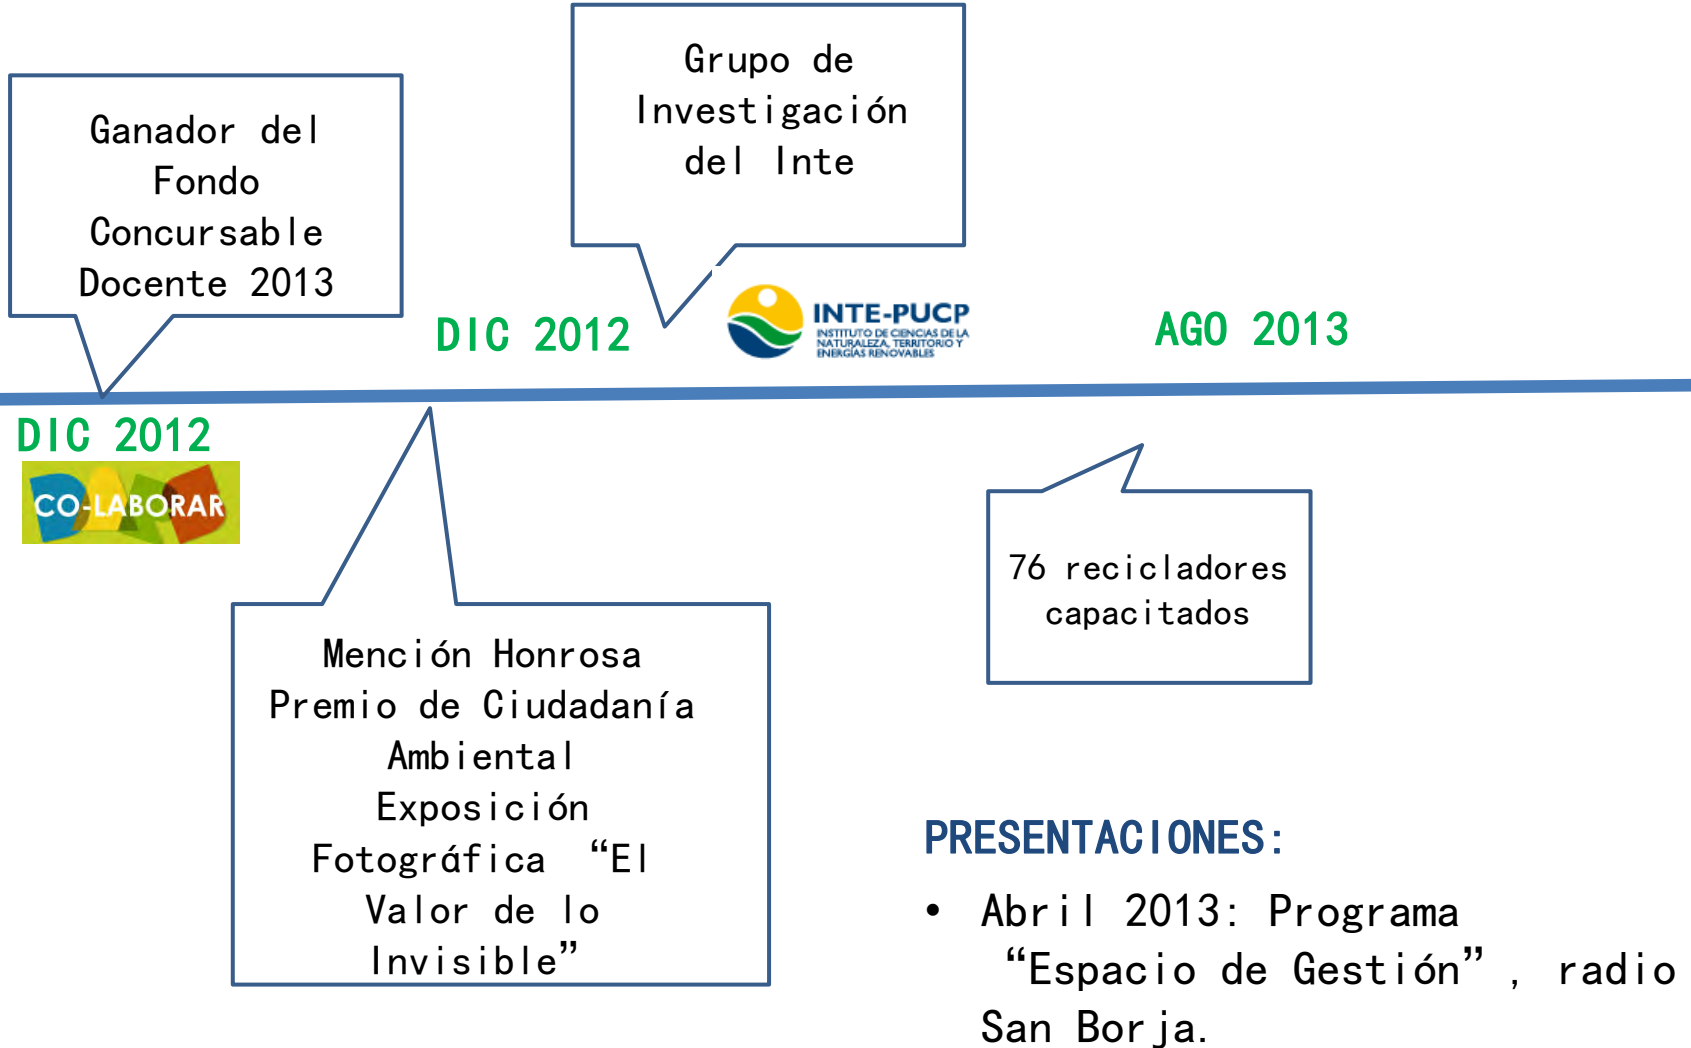 Ganador del
Fondo
Concursable
Docente 2013
Grupo de
Investigación
del Inte
DIC 2012
INTE-PUCP
INSTITUTO DE CIENCIAS DE LA
NATURALEZA, TERRITORIO Y
ENERGÍAS RENOVABLES
AGO 2013
DIC 2012
CO-LABORAR
Mención Honrosa
Premio de Ciudadanía
Ambiental
Exposición
Fotográfica “El
Valor de lo
Invisible”
76 recicladores
capacitados
PRESENTACIONES:
• Abril 2013: Programa
“Espacio de Gestión”, radio
San Borja.